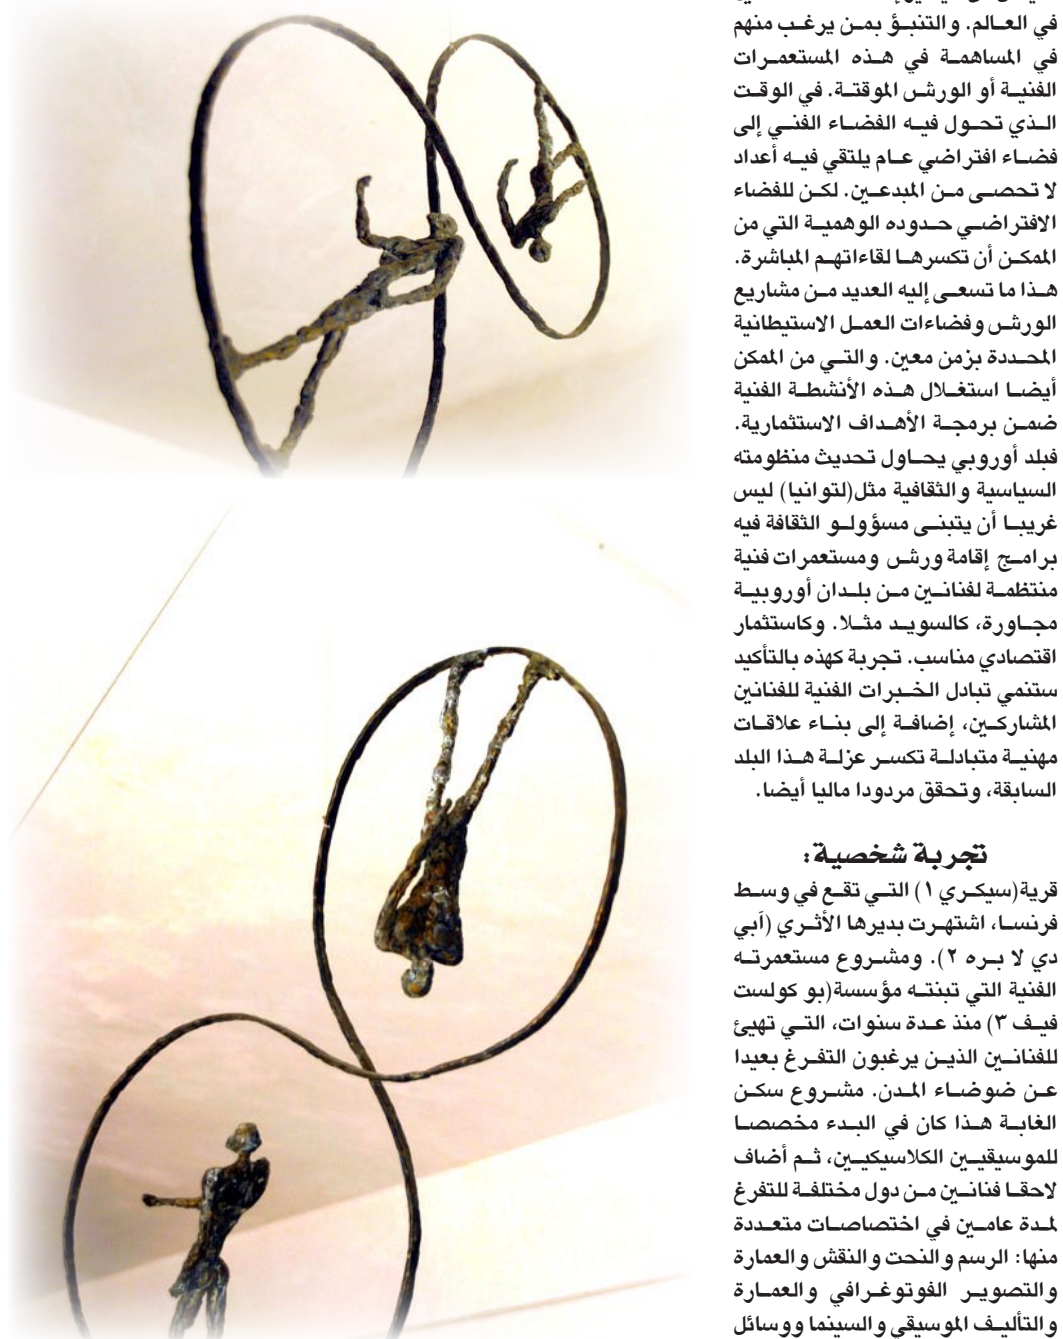 في العالم. والتنبؤ بمن يرغب منهم
في المساهمة في هذه المستعمرات
الفنية أو الورش الموقتة. في الوقت
الذي تحول فيه الفضاء الفني إلى
فضاء افتراضي عام يلتقي فيه أعداد
لا تحصى من المبدعين. لكن للفضاء
الافتراضي حدوده الوهمية التي من
الممكن أن تكسرها لقاءاتهم المباشرة.
هذا ما تسعى إليه العديد من مشاريع
الورش وفضاءات العمل الاستيطانية
المحددة بزمن معين. والتي من الممكن
أيضا استغلال هذه الأنشطة الفنية
ضمن برمجة الأهداف الاستثمارية.
فبلد أوروبي يحاول تحديث منظومته
السياسية والثقافية مثل(لتوانيا) ليس
غريبا أن يتبنى مسؤولو الثقافة فيه
برامج إقامة ورش ومستعمرات فنية
منتظمة لفنانين من بلدان أوروبية
مجاورة، كالسويد مثلا. وكاستثمار
اقتصادي مناسب. تجربة كهذه بالتأكيد
ستنمي تبادل الخبرات الفنية للفنانين
المشاركين، إضافة إلى بناء علاقات
مهنية متبادلة تكسر عزلة هذا البلد
السابقة، وتحقق مردودا ماليا أيضا.
تجربة شخصية:
قرية(سيكري ١) التي تقع في وسط
فرنسا، اشتهرت بديرها الأثري (آبي
دي لا بره ٢). ومشروع مستعمرته
الفنية التي تبنته مؤسسة(بو كولست
فيف ٣) منذ عدة سنوات، التي تهيئ
للفنانين الذين يرغبون التفرغ بعيدا
عن ضوضاء المدن. مشروع سكن
الغابة هذا كان في البدء مخصصا
للموسيقيين الكلاسيكيين، ثم أضاف
لاحقا فنانين من دول مختلفة للتفرغ
لمدة عامين في اختصاصات متعددة
منها: الرسم والنحت والنقش والعمارة
والتصوير الفوتوغرافي والعمارة
والتأليف الموسيقي والسينما ووسائل